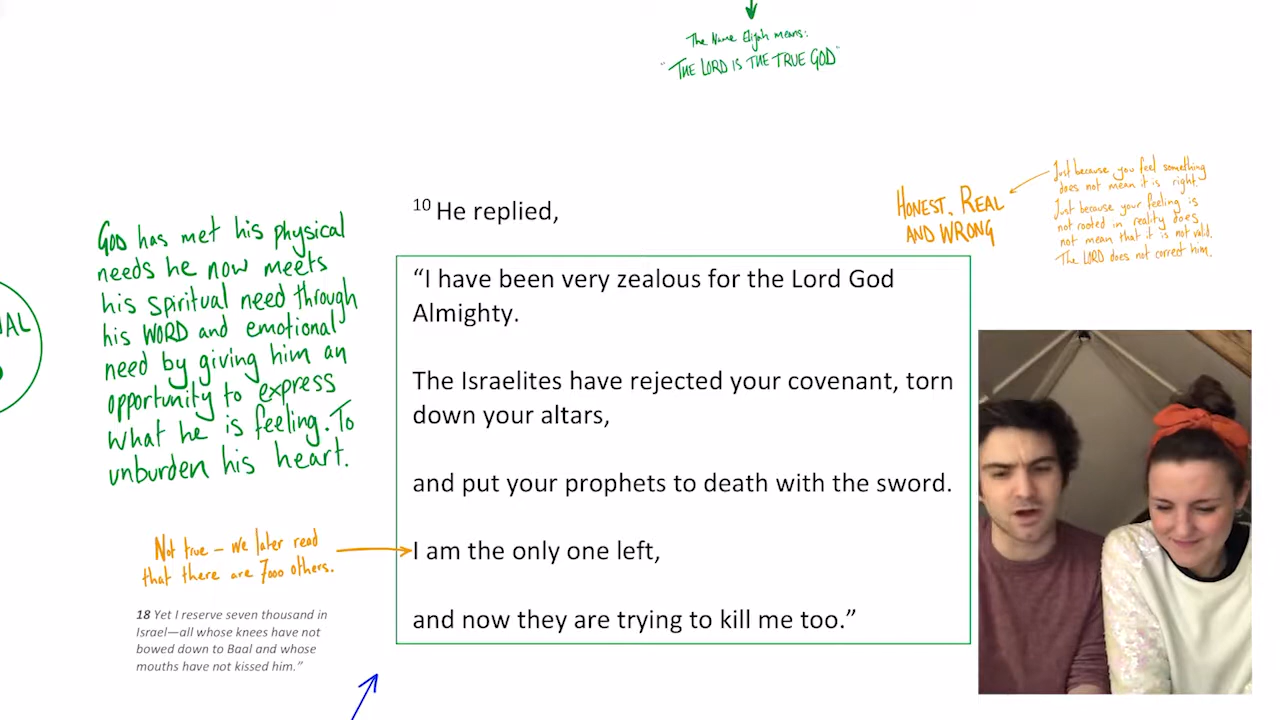 The Name Elijah means:
"THE LORD IS THE TRUE GOD"
Just because you feel something
does not mean it is right.
Just because your feeling is
not rooted in reality does
not mean that it is not valid.
The LORD does not correct him.
HONEST, REAL
AND WRONG
10 He replied,
GOD has met his physical
needs he now meets
his spiritual need through
his WORD and emotional
need by giving him an
opportunity to express
what he is feeling. To
unburden his heart.
“I have been very zealous for the Lord God
Almighty.
The Israelites have rejected your covenant, torn
down your altars,
and put your prophets to death with the sword.
I am the only one left,
and now they are trying to kill me too.”
Not true – we later read
that there are 7000 others.
18 Yet I reserve seven thousand in
Israel—all whose knees have not
bowed down to Baal and whose
mouths have not kissed him.”